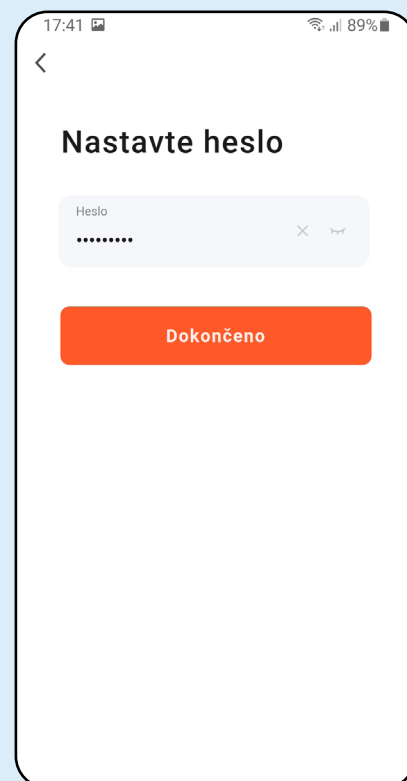 17:41 89%
Nastavte heslo
Heslo
•••••••••
Dokončeno